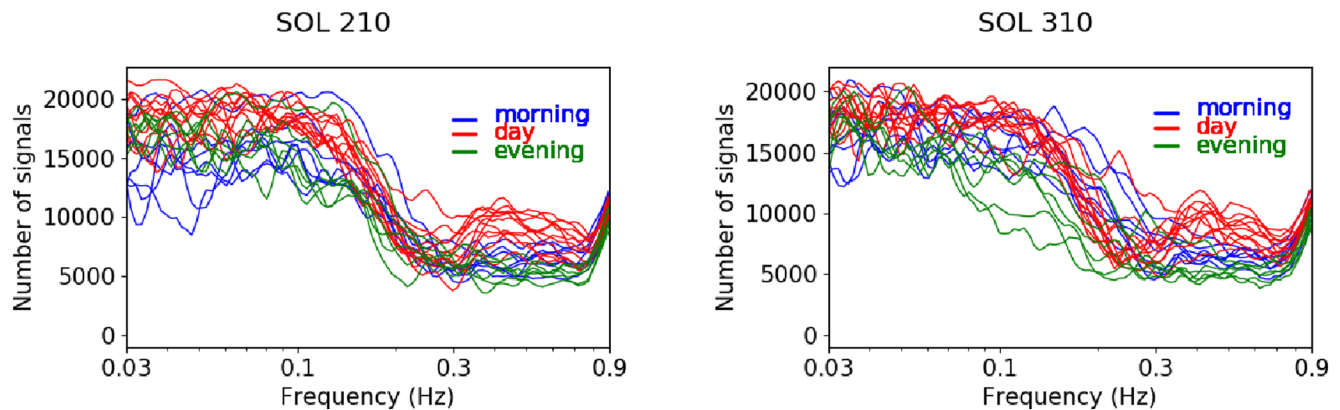 SOL 210
Number of signals
20000
15000
10000
5000
0
morning
day
evening
0.03
0.1
0.3
0.9
Frequency (Hz)
SOL 310
Number of signals
20000
15000
10000
5000
0
morning
day
evening
0.03
0.1
0.3
0.9
Frequency (Hz)